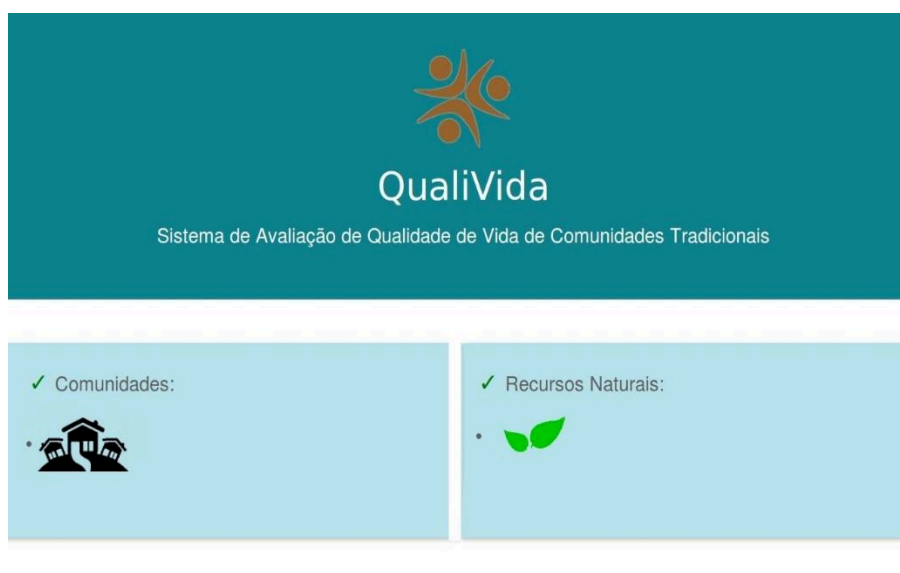 QualiVida
Sistema de Avaliação de Qualidade de Vida de Comunidades Tradicionais
✓ Comunidades:
✓ Recursos Naturais: